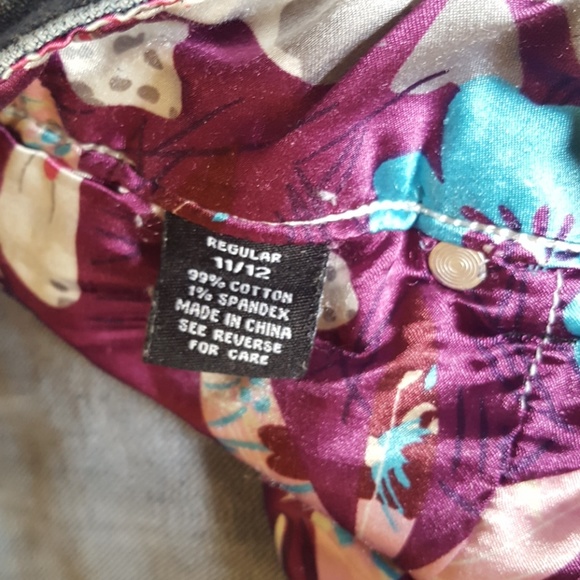 REGULAR
11/12
99% COTTON
1% SPANDEX
MADE IN CHINA
SEE REVERSE
FOR CARE